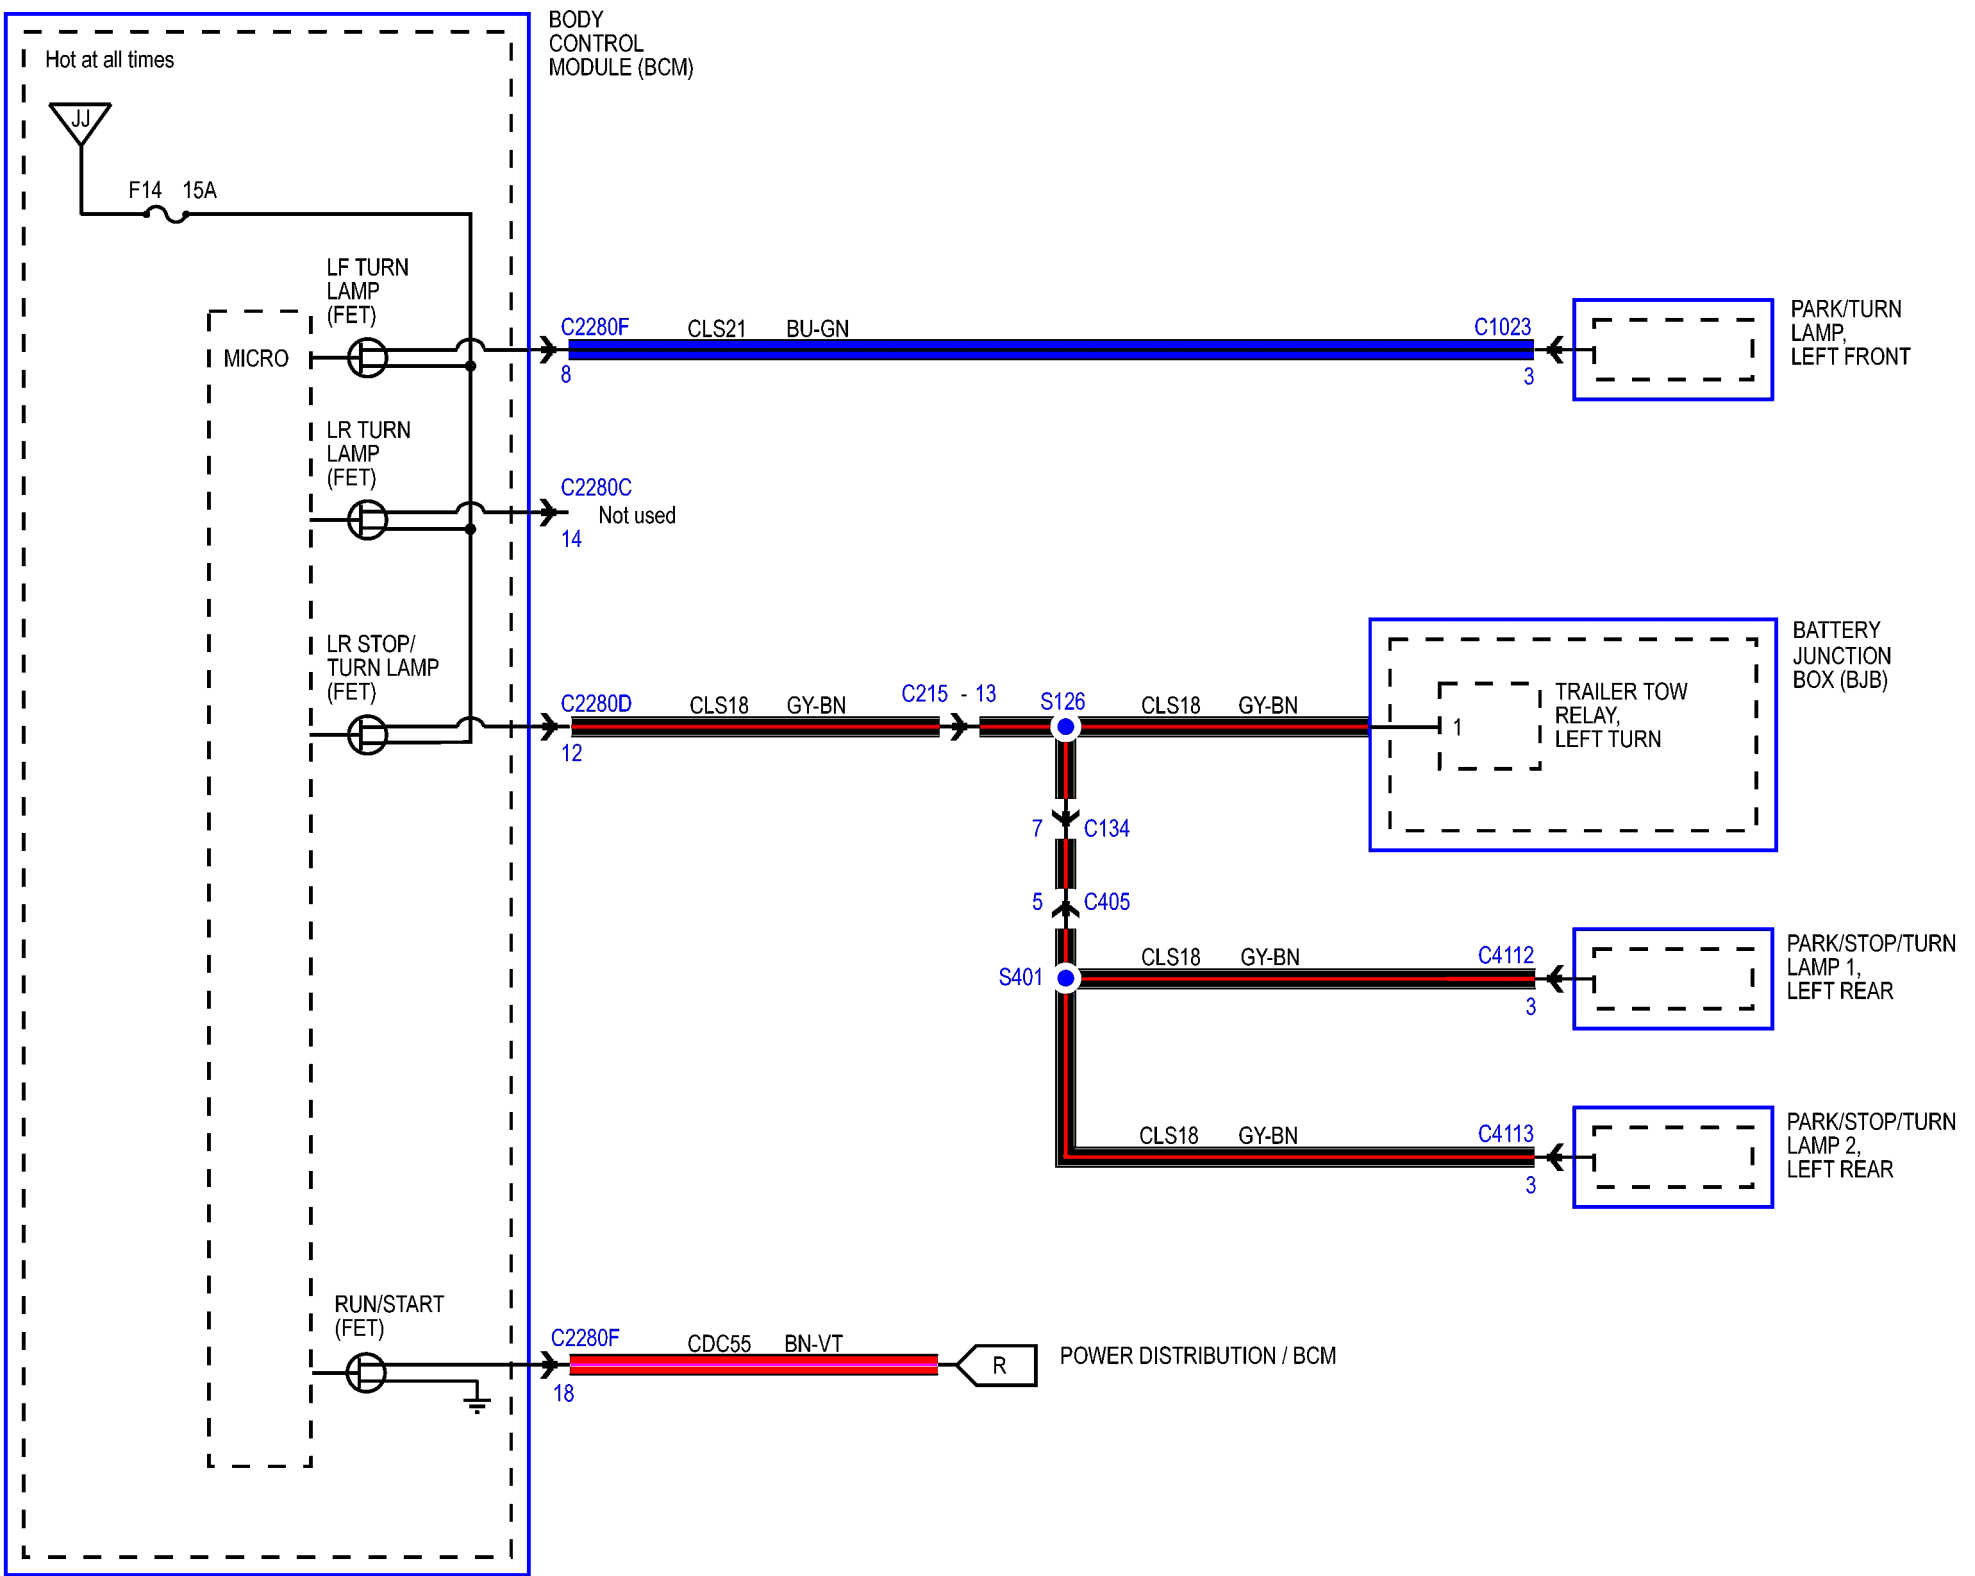 BODY
CONTROL
MODULE (BCM)
Hot at all times
JJ
F14 15A
LF TURN
LAMP
(FET)
MICRO
C2280F
8
CLS21 BU-GN
C1023
3
PARK/TURN
LAMP,
LEFT FRONT
LR TURN
LAMP
(FET)
C2280C
Not used
14
LR STOP/
TURN LAMP
(FET)
C2280D
12
CLS18 GY-BN
C215 - 13
S126
CLS18 GY-BN
1
TRAILER TOW
RELAY,
LEFT TURN
BATTERY
JUNCTION
BOX (BJB)
7 C134
5 C405
S401
CLS18 GY-BN
C4112
3
PARK/STOP/TURN
LAMP 1,
LEFT REAR
CLS18 GY-BN
C4113
3
PARK/STOP/TURN
LAMP 2,
LEFT REAR
RUN/START
(FET)
C2280F
18
CDC55 BN-VT
R
POWER DISTRIBUTION / BCM